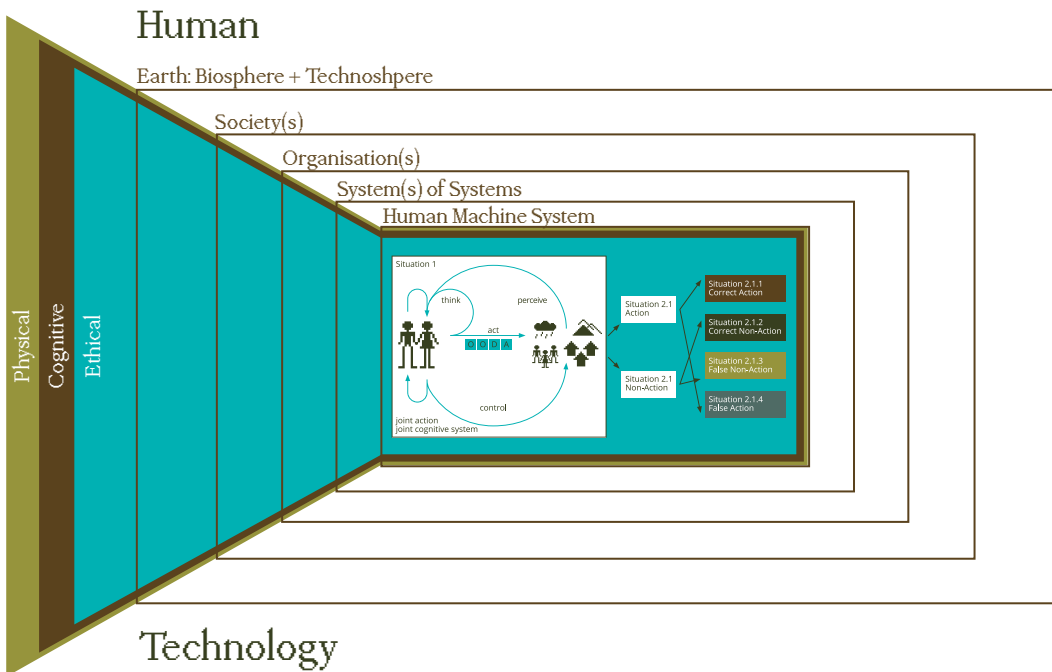 Human
Earth: Biosphere + Technoshpere
Society(s)
Organisation(s)
System(s) of Systems
Human Machine System
Physical
Cognitive
Ethical
Situation 1
think
perceive
act
O O D A
control
joint action
joint cognitive system
Situation 2.1
Action
Situation 2.1
Non-Action
Situation 2.1.1
Correct Action
Situation 2.1.2
Correct Non-Action
Situation 2.1.3
False Non-Action
Situation 2.1.4
False Action
Technology